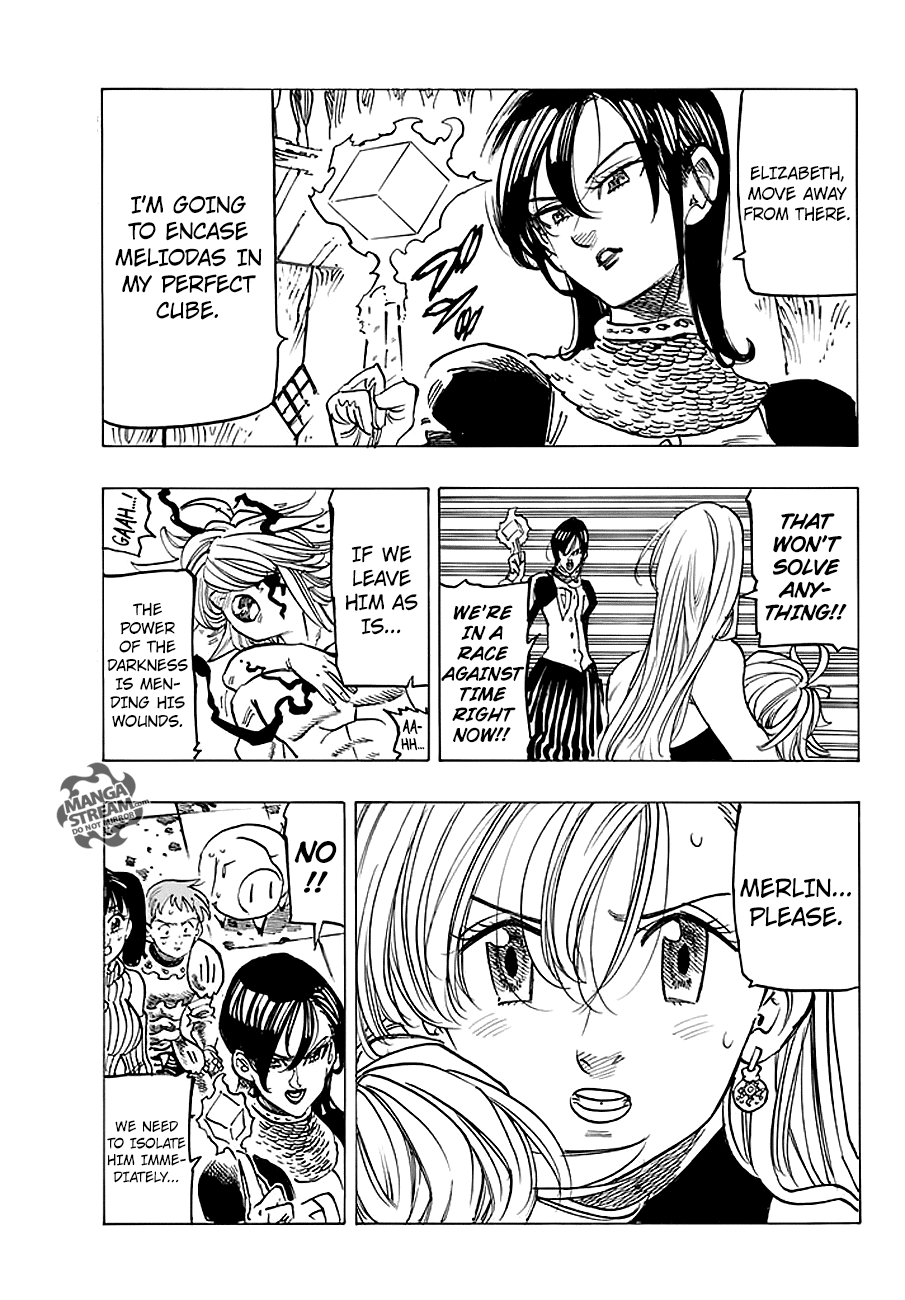 ELIZABETH,
MOVE AWAY
FROM THERE.
I'M GOING
TO ENCASE
MELIODAS IN
MY PERFECT
CUBE.
THAT
WON'T
SOLVE
ANY-
THING!!
WE'RE
IN A
RACE
AGAINST
TIME
RIGHT
NOW!!
IF WE
LEAVE
HIM AS
IS...
GAAH...!
THE
POWER
OF THE
DARKNESS
IS MEN-
DING HIS
WOUNDS.
AA-
HH...
MERLIN...
PLEASE.
NO
!!
WE NEED
TO ISOLATE
HIM IMME-
DIATELY...
MANGA
STREAM.com
DO NOT MIRROR!